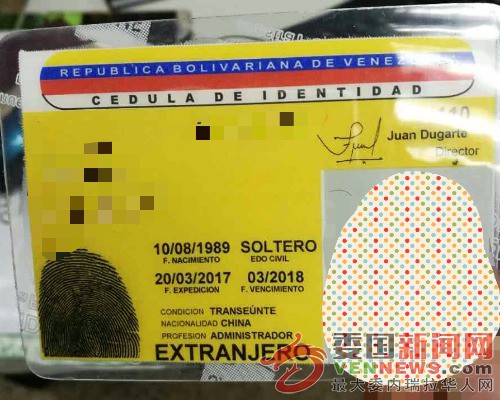 REPUBLICA BOLIVARIANA DE VENEZUELA
CEDULA DE IDENTIDAD
Juan Dugarte
Director
10/08/1989 SOLTERO
F. NACIMIENTO EDO CIVIL
20/03/2017 03/2018
F. EXPEDICION F. VENCIMIENTO
CONDICION TRANSEÚNTE
NACIONALIDAD CHINA
PROFESION ADMINISTRADOR
EXTRANJERO
委国新闻网
VENNEWS.COM
最大委内瑞拉华人网